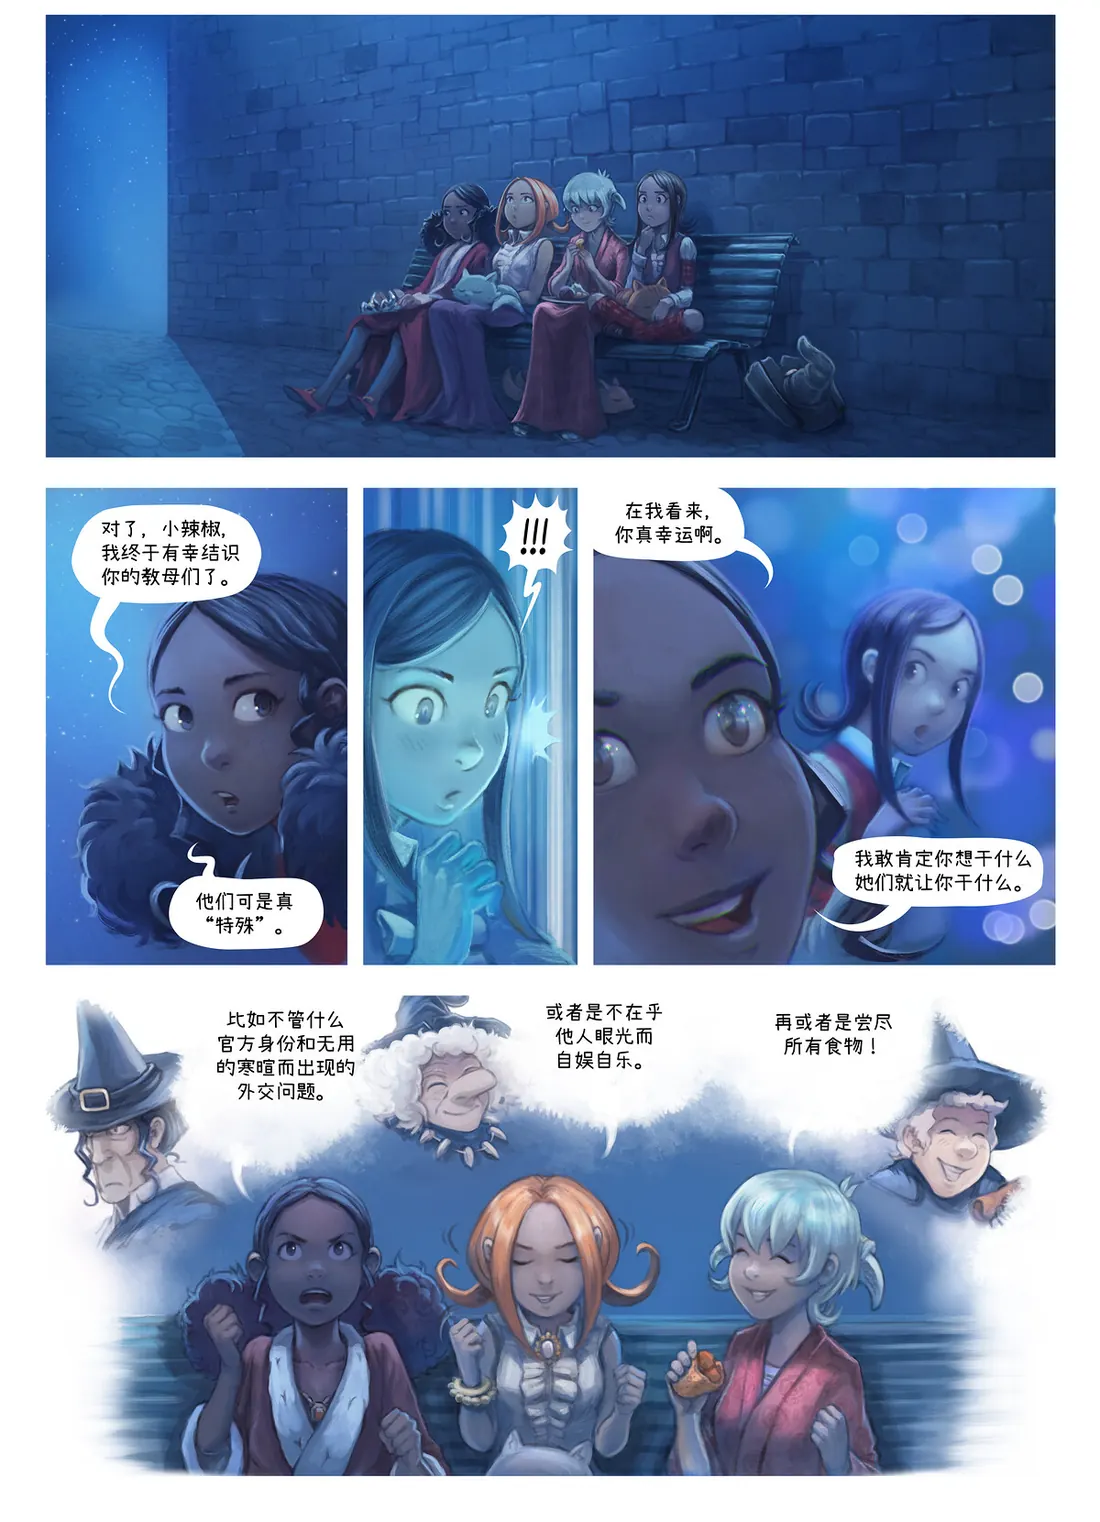 对了，小辣椒，
我终于有幸结识
你的教母们了。
他们可是真
“特殊”。
!!!
在我看来，
你真幸运啊。
我敢肯定你想干什么
她们就让你干什么。
比如不管什么
官方身份和无用
的寒暄而出现的
外交问题。
或者是不在乎
他人眼光而
自娱自乐。
再或者是尝尽
所有食物！